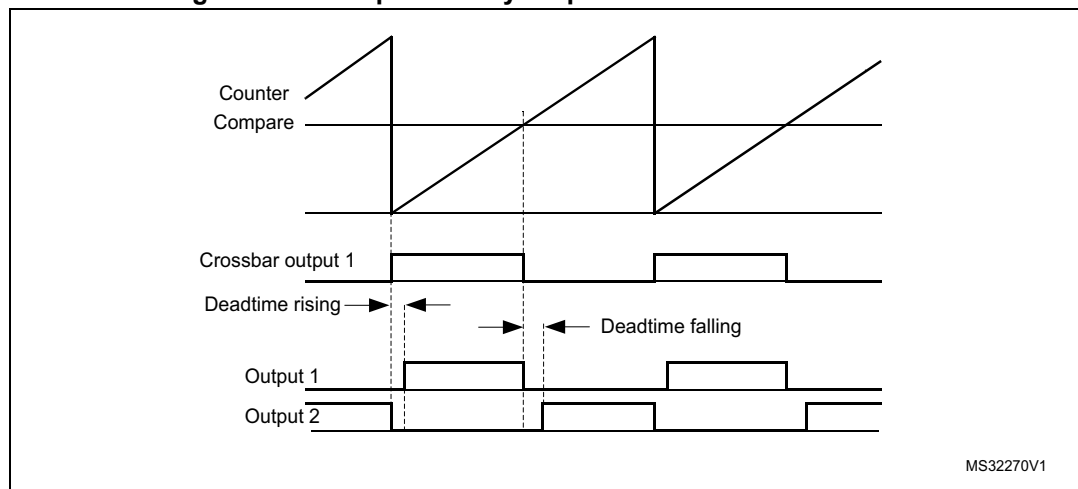 Counter
Compare
Crossbar output 1
Deadtime rising
Deadtime falling
Output 1
Output 2
MS32270V1